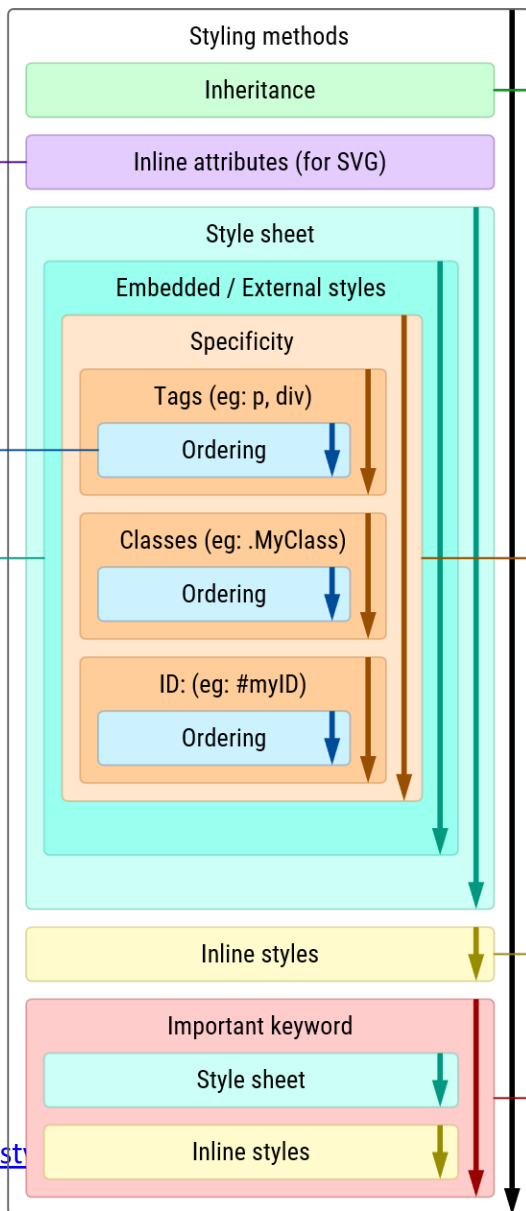 Styling methods
Inheritance
Inline attributes (for SVG)
Style sheet
Embedded / External styles
Specificity
Tags (eg: p, div)
Ordering
Classes (eg: .MyClass)
Ordering
ID: (eg: #myID)
Ordering
Inline styles
Important keyword
Style sheet
Inline styles